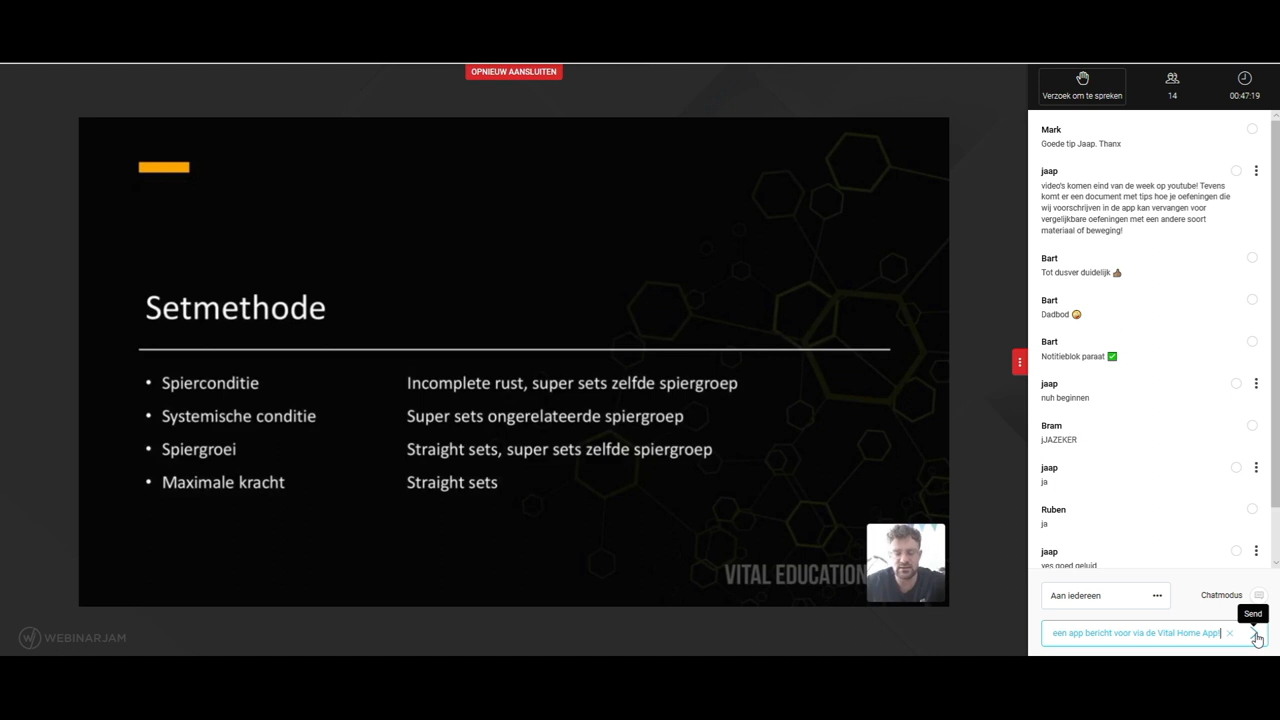 OPNIEUW AANSLUITEN
Verzoek om te spreken
14
00:47:19
Setmethode
• Spierconditie Incomplete rust, super sets zelfde spiergroep
• Systemische conditie Super sets ongerelateerde spiergroep
• Spiergroei Straight sets, super sets zelfde spiergroep
• Maximale kracht Straight sets
VITAL EDUCATION
WEBINARJAM
Mark
Goede tip Jaap. Thanx
jaap
video's komen eind van de week op youtube! Tevens
komt er een document met tips hoe je oefeningen die
wij voorschrijven in de app kan vervangen voor
vergelijkbare oefeningen met een andere soort
materiaal of beweging!
Bart
Tot dusver duidelijk 👍🏾
Bart
Dadbod 🤪
Bart
Notitieblok paraat ✅
jaap
nuh beginnen
Bram
jJAZEKER
jaap
ja
Ruben
ja
jaap
yes goed geluid
Aan iedereen
Chatmodus
Send
een app bericht voor via de Vital Home App!